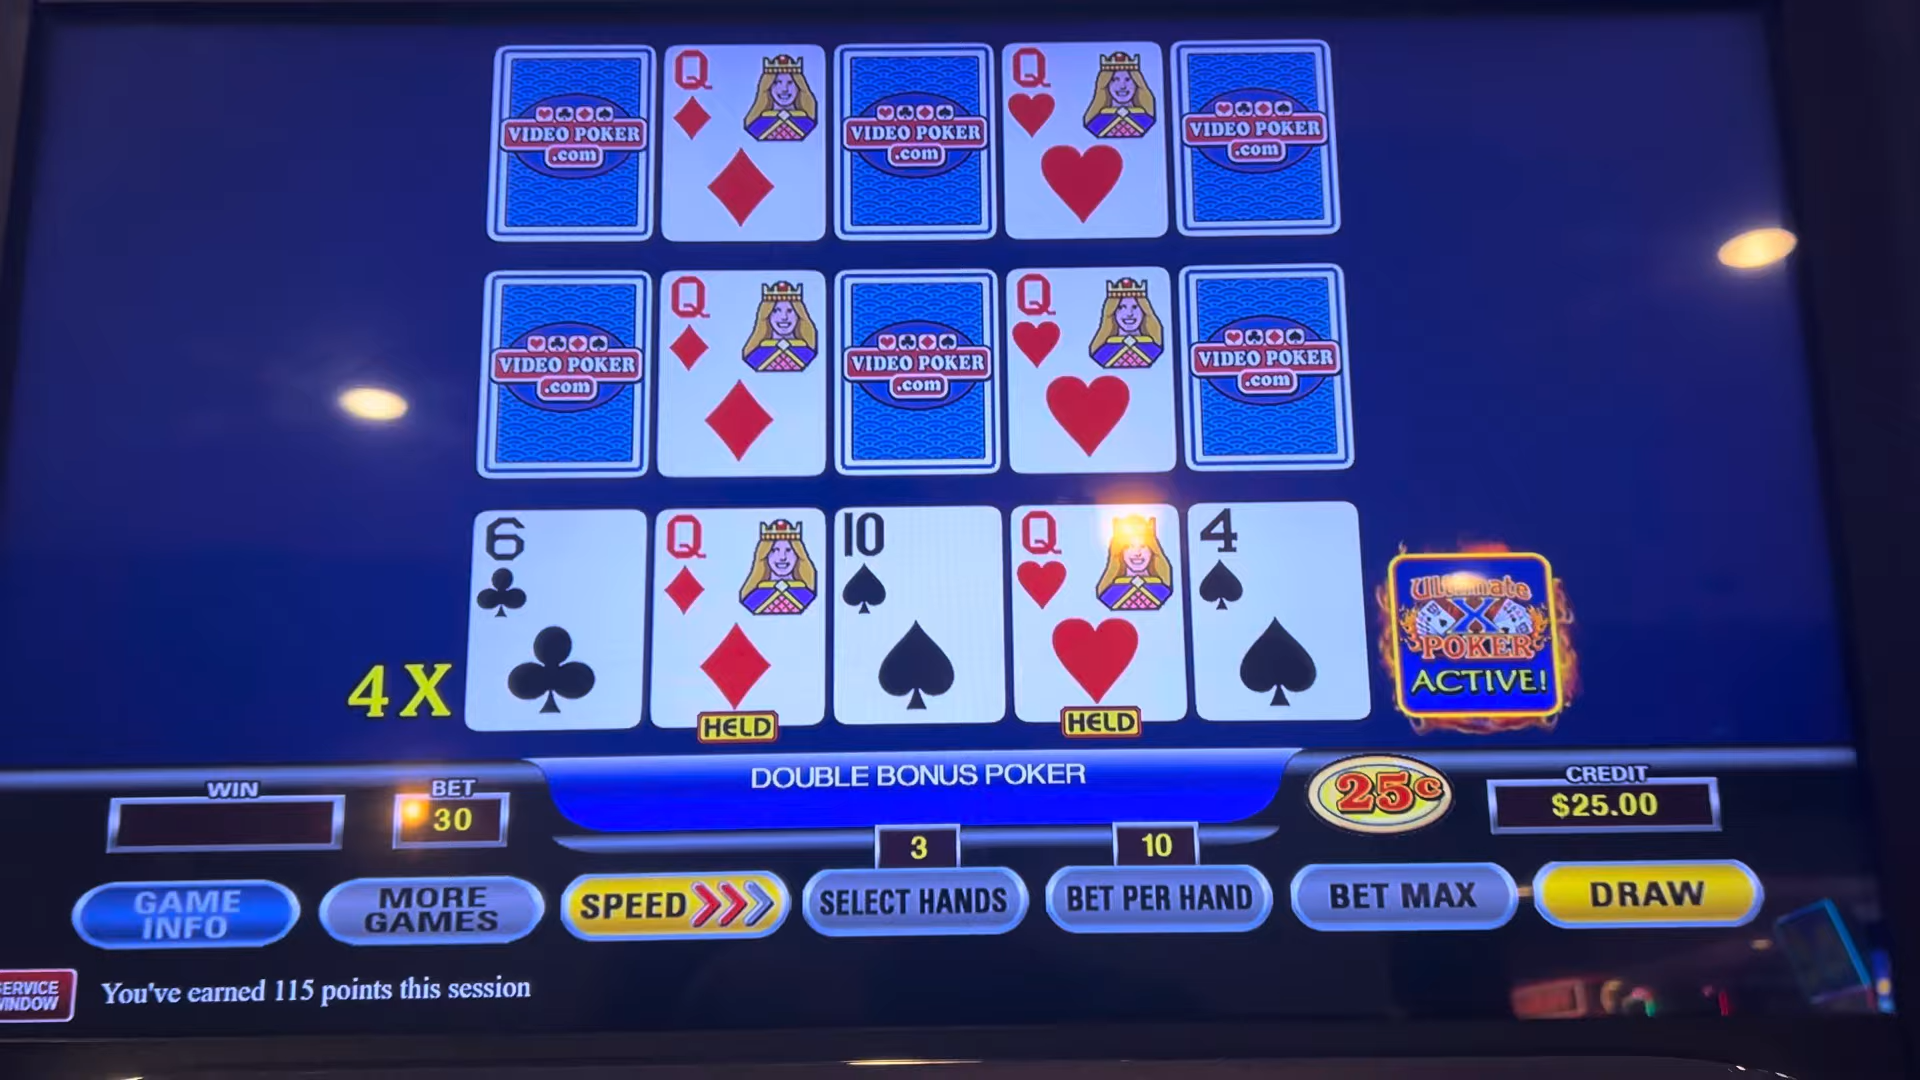 VIDEO POKER
.com
Q
VIDEO POKER
.com
Q
VIDEO POKER
.com
VIDEO POKER
.com
Q
VIDEO POKER
.com
Q
VIDEO POKER
.com
4X
6
Q
HELD
10
Q
HELD
4
Ultimate
X
POKER
ACTIVE!
WIN
BET
30
DOUBLE BONUS POKER
25¢
CREDIT
$25.00
GAME
INFO
MORE
GAMES
SPEED
3
SELECT HANDS
10
BET PER HAND
BET MAX
DRAW
SERVICE
WINDOW
You've earned 115 points this session